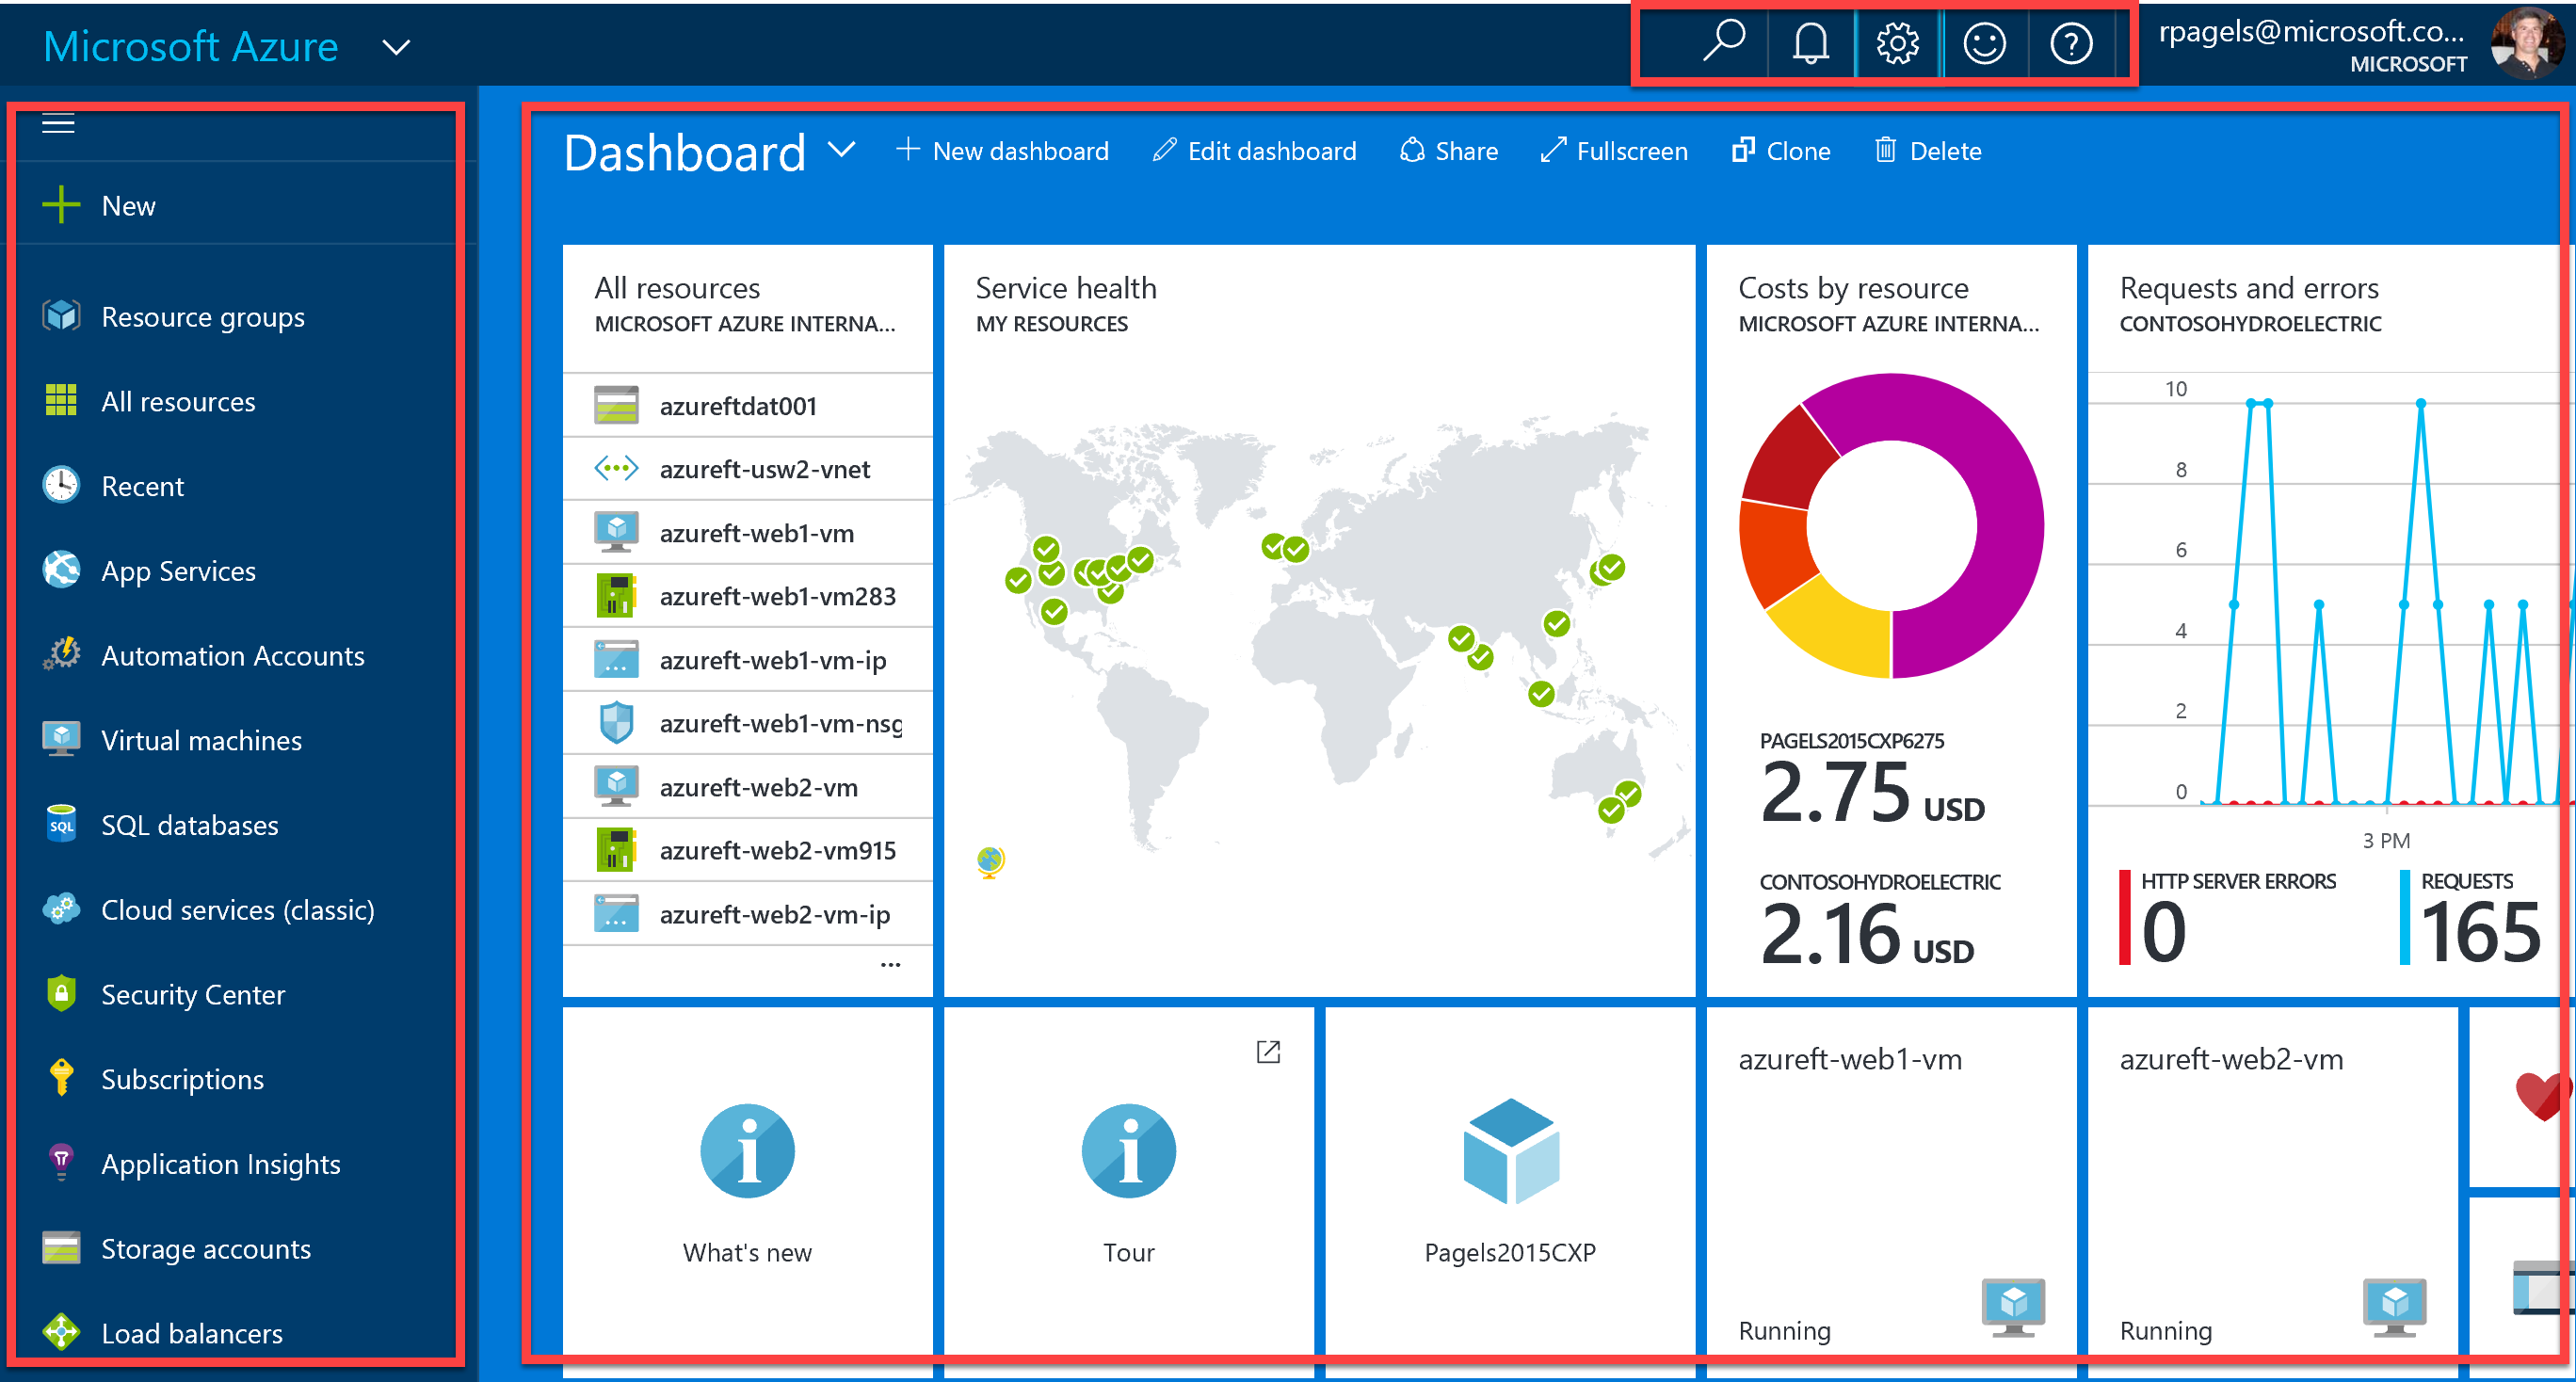 Microsoft Azure
rpagels@microsoft.co...
MICROSOFT
New
Resource groups
All resources
Recent
App Services
Automation Accounts
Virtual machines
SQL
SQL databases
Cloud services (classic)
Security Center
Subscriptions
Application Insights
Storage accounts
Load balancers
Dashboard
New dashboard
Edit dashboard
Share
Fullscreen
Clone
Delete
All resources
MICROSOFT AZURE INTERNA...
azureftdat001
azureft-usw2-vnet
azureft-web1-vm
azureft-web1-vm283
azureft-web1-vm-ip
azureft-web1-vm-nsg
azureft-web2-vm
azureft-web2-vm915
azureft-web2-vm-ip
...
Service health
MY RESOURCES
Costs by resource
MICROSOFT AZURE INTERNA...
PAGELS2015CXP6275
2.75 USD
CONTOSOHYDROELECTRIC
2.16 USD
Requests and errors
CONTOSOHYDROELECTRIC
10
8
6
4
2
0
3 PM
HTTP SERVER ERRORS
0
REQUESTS
165
What's new
Tour
Pagels2015CXP
azureft-web1-vm
Running
azureft-web2-vm
Running